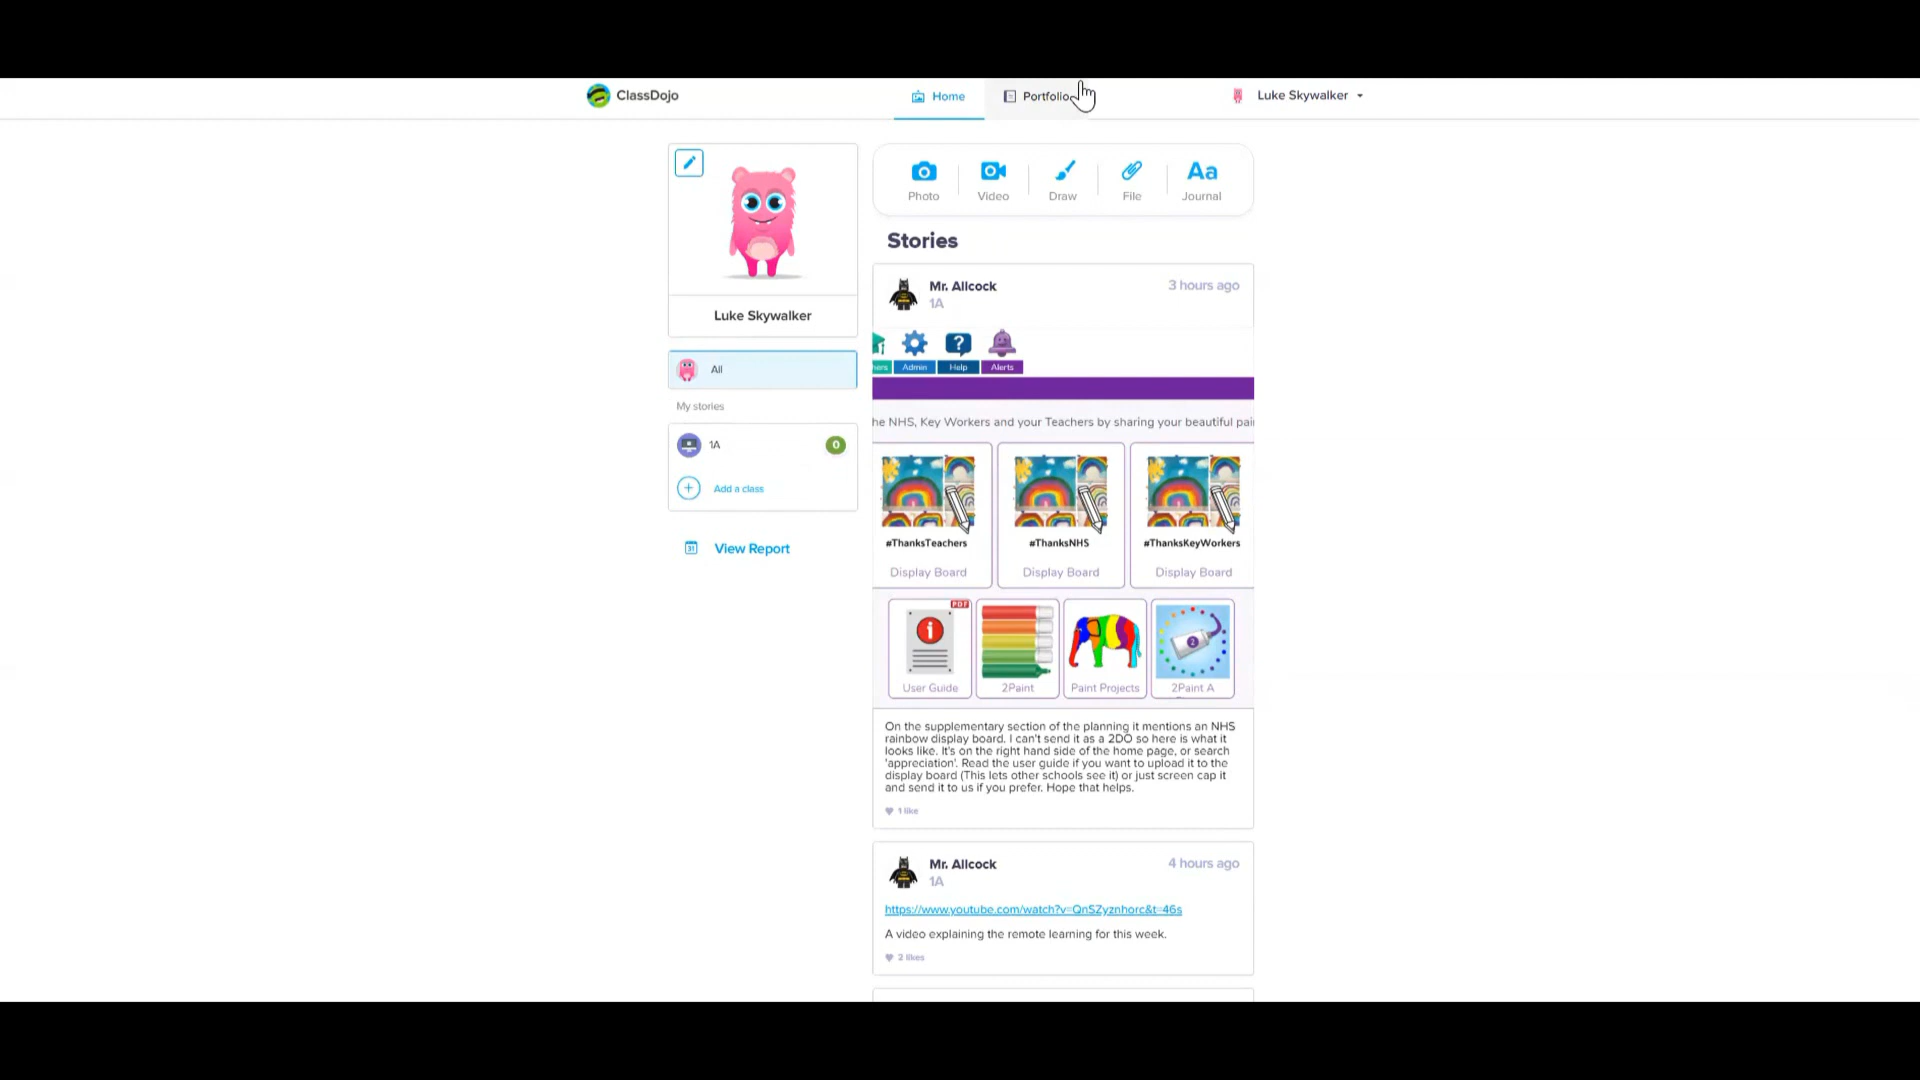 ClassDojo
Home
Portfolio
Luke Skywalker
Photo
Video
Draw
File
Aa
Journal
Luke Skywalker
All
My stories
1A
0
Add a class
31
View Report
Stories
Mr. Allcock
3 hours ago
1A
Admin
Help
Alerts
he NHS, Key Workers and your Teachers by sharing your beautiful pai
#ThanksTeachers
#ThanksNHS
#ThanksKeyWorkers
Display Board
Display Board
Display Board
PDF
User Guide
2Paint
Paint Projects
2
2Paint A
On the supplementary section of the planning it mentions an NHS
rainbow display board. I can't send it as a 2DO so here is what it
looks like. It's on the right hand side of the home page, or search
'appreciation'. Read the user guide if you want to upload it to the
display board (This lets other schools see it) or just screen cap it
and send it to us if you prefer. Hope that helps.
1 like
Mr. Allcock
4 hours ago
1A
https://www.youtube.com/watch?v=QnSZyznhorc&t=46s
A video explaining the remote learning for this week.
2 likes